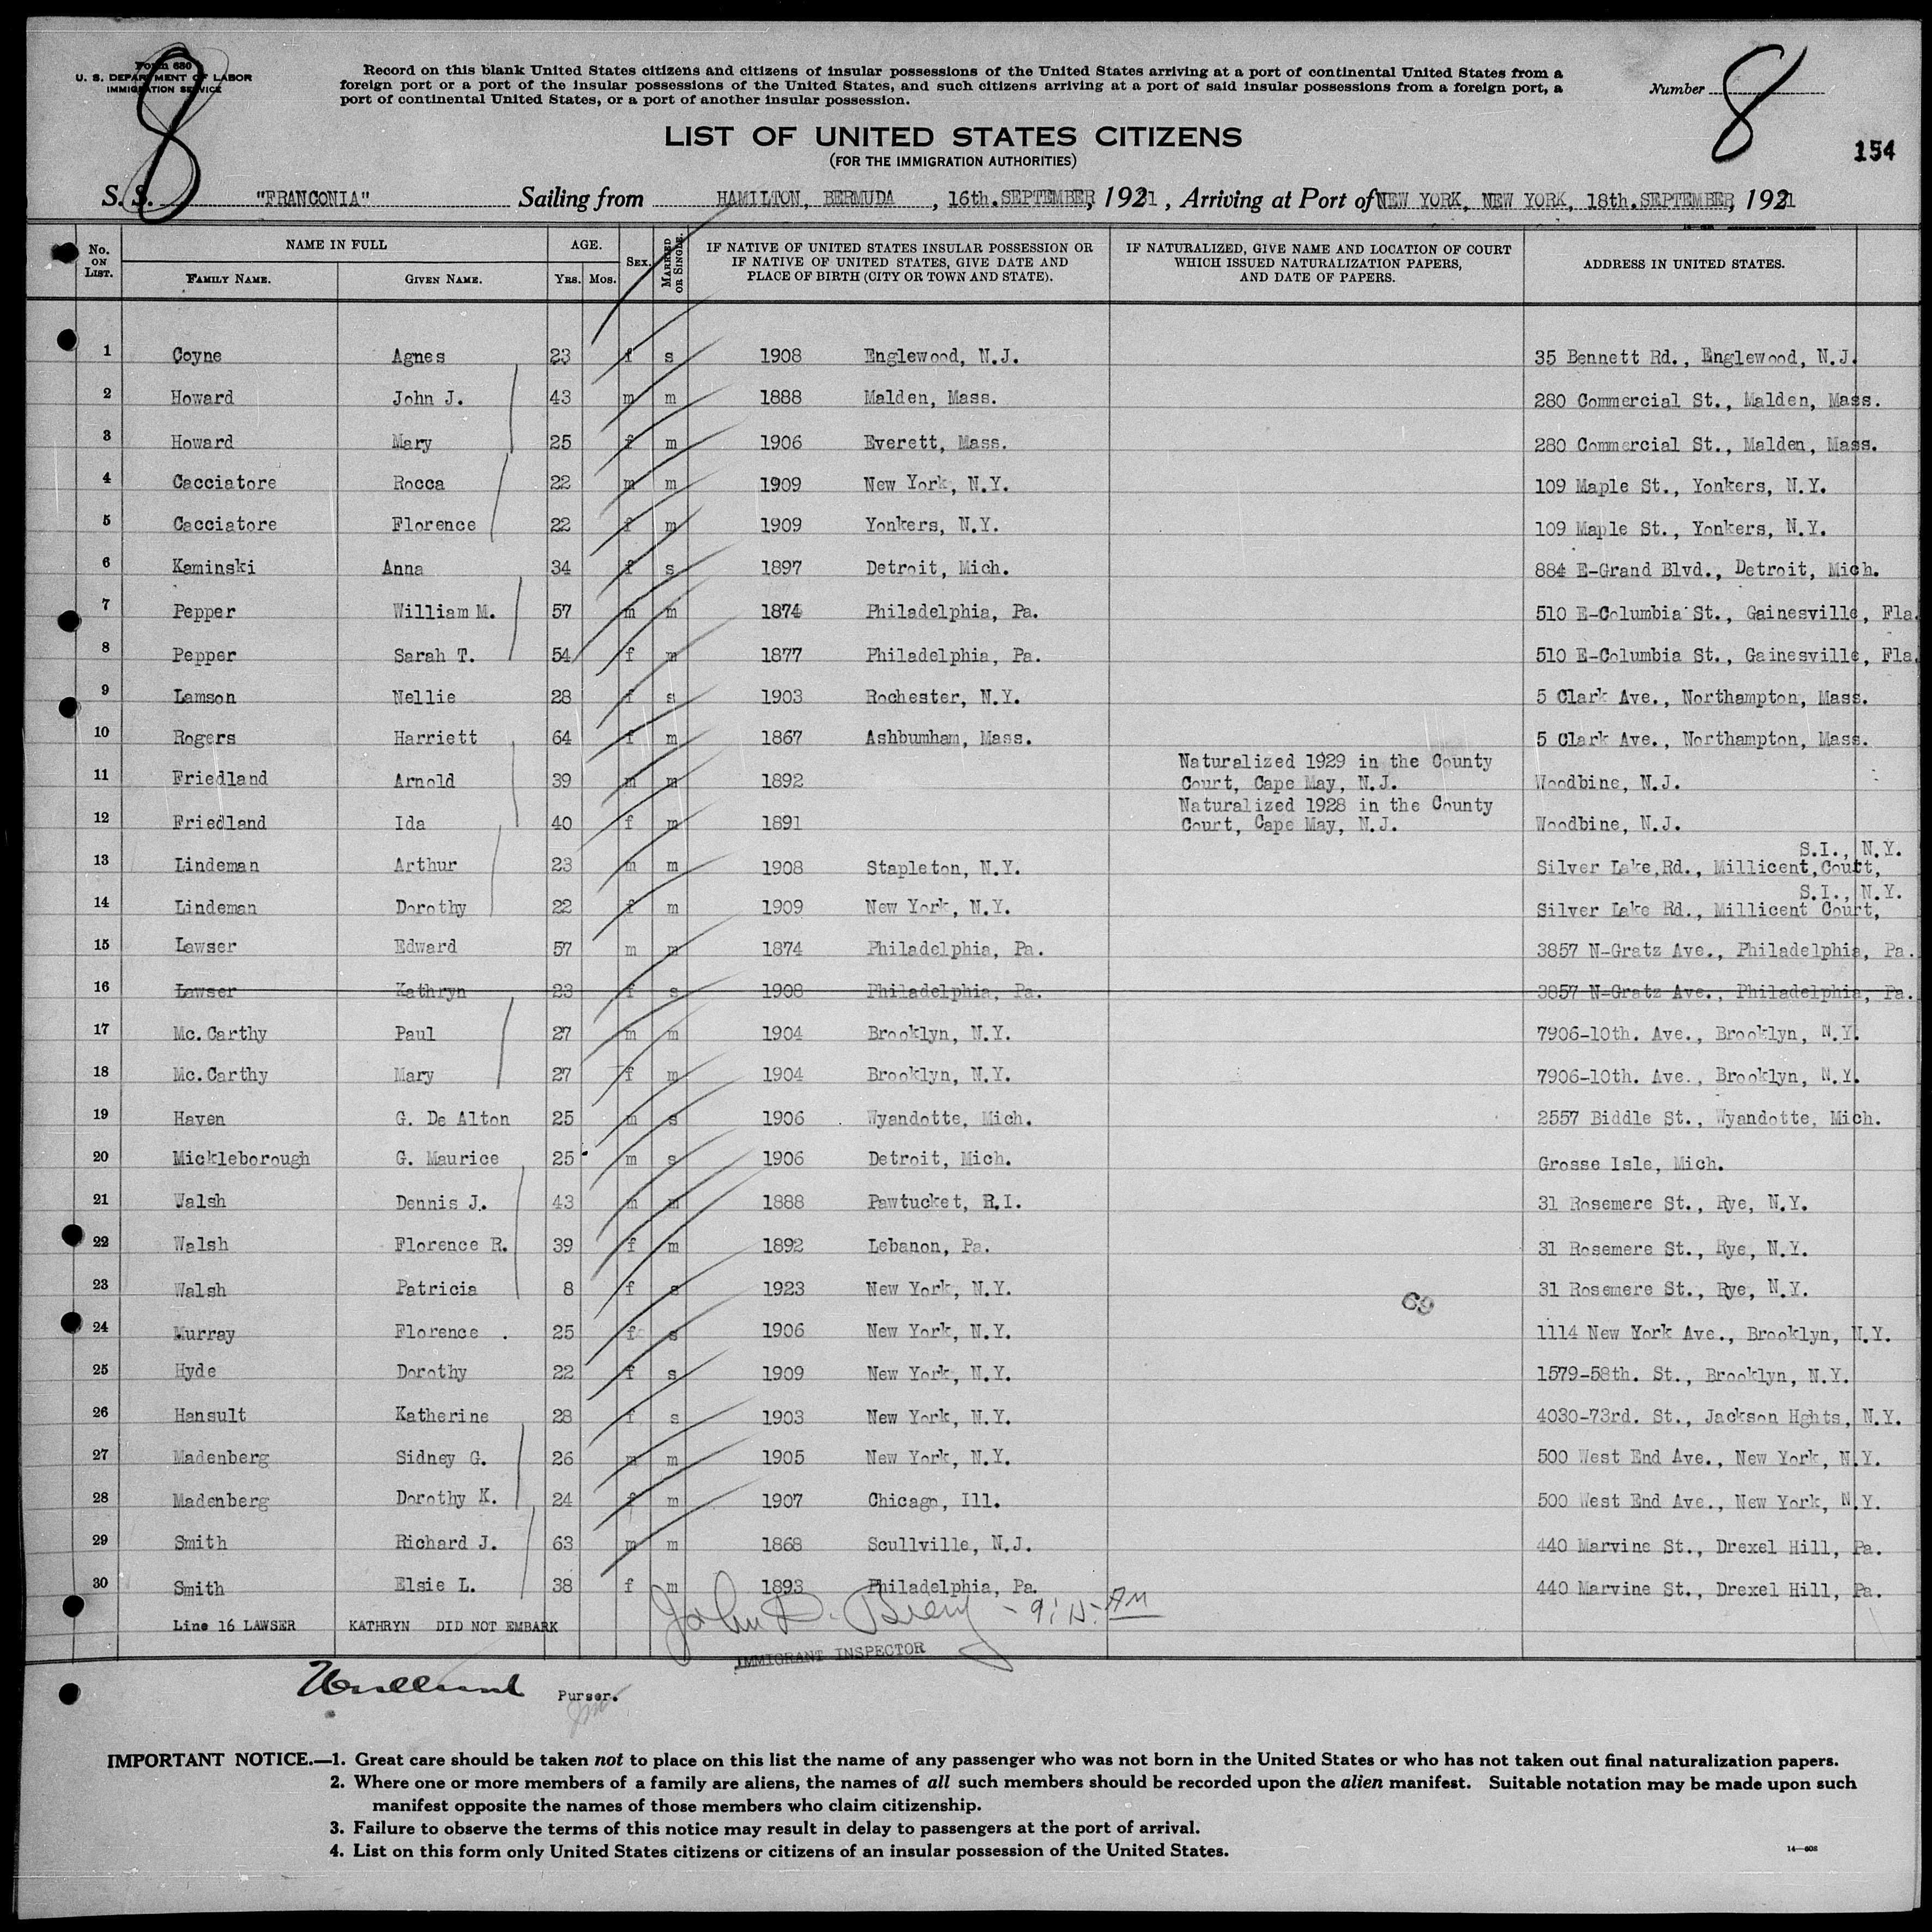 Form 630
U. S. DEPARTMENT OF LABOR
IMMIGRATION SERVICE
8
Record on this blank United States citizens and citizens of insular possessions of the United States arriving at a port of continental United States from a
foreign port or a port of the insular possessions of the United States, and such citizens arriving at a port of said insular possessions from a foreign port, a
port of continental United States, or a port of another insular possession.
Number 8
LIST OF UNITED STATES CITIZENS
(FOR THE IMMIGRATION AUTHORITIES)
154
S. S. "FRANCONIA" Sailing from HAMILTON, BERMUDA, 16th. SEPTEMBER, 1931, Arriving at Port of NEW YORK, NEW YORK, 18th. SEPTEMBER, 1931
No. ON LIST. NAME IN FULL AGE. SEX. MARRIED OR SINGLE. IF NATIVE OF UNITED STATES INSULAR POSSESSION OR IF NATIVE OF UNITED STATES, GIVE DATE AND PLACE OF BIRTH (CITY OR TOWN AND STATE). IF NATURALIZED, GIVE NAME AND LOCATION OF COURT WHICH ISSUED NATURALIZATION PAPERS, AND DATE OF PAPERS. ADDRESS IN UNITED STATES.
FAMILY NAME. GIVEN NAME. YRS. MOS.
1 Coyne Agnes 23 f s 1908 Englewood, N.J. 35 Bennett Rd., Englewood, N.J.
2 Howard John J. 43 m m 1888 Malden, Mass. 280 Commercial St., Malden, Mass.
3 Howard Mary 25 f m 1906 Everett, Mass. 280 Commercial St., Malden, Mass.
4 Cacciatore Rocca 22 m m 1909 New York, N.Y. 109 Maple St., Yonkers, N.Y.
5 Cacciatore Florence 22 f m 1909 Yonkers, N.Y. 109 Maple St., Yonkers, N.Y.
6 Kaminski Anna 34 f s 1897 Detroit, Mich. 884 E-Grand Blvd., Detroit, Mich.
7 Pepper William M. 57 m m 1874 Philadelphia, Pa. 510 E-Columbia St., Gainesville, Fla.
8 Pepper Sarah T. 54 f m 1877 Philadelphia, Pa. 510 E-Columbia St., Gainesville, Fla.
9 Lamson Nellie 28 f s 1903 Rochester, N.Y. 5 Clark Ave., Northampton, Mass.
10 Rogers Harriett 64 f m 1867 Ashbumham, Mass. 5 Clark Ave., Northampton, Mass.
11 Friedland Arnold 39 m m 1892 Naturalized 1929 in the County Court, Cape May, N.J. Woodbine, N.J.
12 Friedland Ida 40 f m 1891 Naturalized 1928 in the County Court, Cape May, N.J. Woodbine, N.J.
13 Lindeman Arthur 23 m m 1908 Stapleton, N.Y. Silver Lake,Rd., Millicent,Court, S.I., N.Y.
14 Lindeman Dorothy 22 f m 1909 New York, N.Y. Silver Lake Rd., Millicent Court, S.I., N.Y.
15 Lawser Edward 57 m m 1874 Philadelphia, Pa. 3857 N-Gratz Ave., Philadelphia, Pa.
16 Lawser Kathryn 23 f s 1908 Philadelphia, Pa. 3857 N-Gratz Ave., Philadelphia, Pa.
17 Mc.Carthy Paul 27 m m 1904 Brooklyn, N.Y. 7906-10th. Ave., Brooklyn, N.Y.
18 Mc.Carthy Mary 27 f m 1904 Brooklyn, N.Y. 7906-10th. Ave., Brooklyn, N.Y.
19 Haven G. De Alton 25 m s 1906 Wyandotte, Mich. 2557 Biddle St., Wyandotte, Mich.
20 Mickleborough G. Maurice 25 m s 1906 Detroit, Mich. Grosse Isle, Mich.
21 Walsh Dennis J. 43 m m 1888 Pawtucket, R.I. 31 Rosemere St., Rye, N.Y.
22 Walsh Florence R. 39 f m 1892 Lebanon, Pa. 31 Rosemere St., Rye, N.Y.
23 Walsh Patricia 8 f s 1923 New York, N.Y. 31 Rosemere St., Rye, N.Y.
69
24 Murray Florence . 25 f s 1906 New York, N.Y. 1114 New York Ave., Brooklyn, N.Y.
25 Hyde Dorothy 22 f s 1909 New York, N.Y. 1579-58th. St., Brooklyn, N.Y.
26 Hansult Katherine 28 f s 1903 New York, N.Y. 4030-73rd. St., Jackson Hghts, N.Y.
27 Madenberg Sidney G. 26 m m 1905 New York, N.Y. 500 West End Ave., New York, N.Y.
28 Madenberg Dorothy K. 24 f m 1907 Chicago, Ill. 500 West End Ave., New York, N.Y.
29 Smith Richard J. 63 m m 1868 Scullville, N.J. 440 Marvine St., Drexel Hill, Pa.
30 Smith Elsie L. 38 f m 1893 Philadelphia, Pa. 440 Marvine St., Drexel Hill, Pa.
Line 16 LAWSER KATHRYN DID NOT EMBARK John D. - 9:15 - AM
IMMIGRANT INSPECTOR
Purser.
IMPORTANT NOTICE.—1. Great care should be taken not to place on this list the name of any passenger who was not born in the United States or who has not taken out final naturalization papers.
2. Where one or more members of a family are aliens, the names of all such members should be recorded upon the alien manifest. Suitable notation may be made upon such
manifest opposite the names of those members who claim citizenship.
3. Failure to observe the terms of this notice may result in delay to passengers at the port of arrival.
4. List on this form only United States citizens or citizens of an insular possession of the United States.
14—608